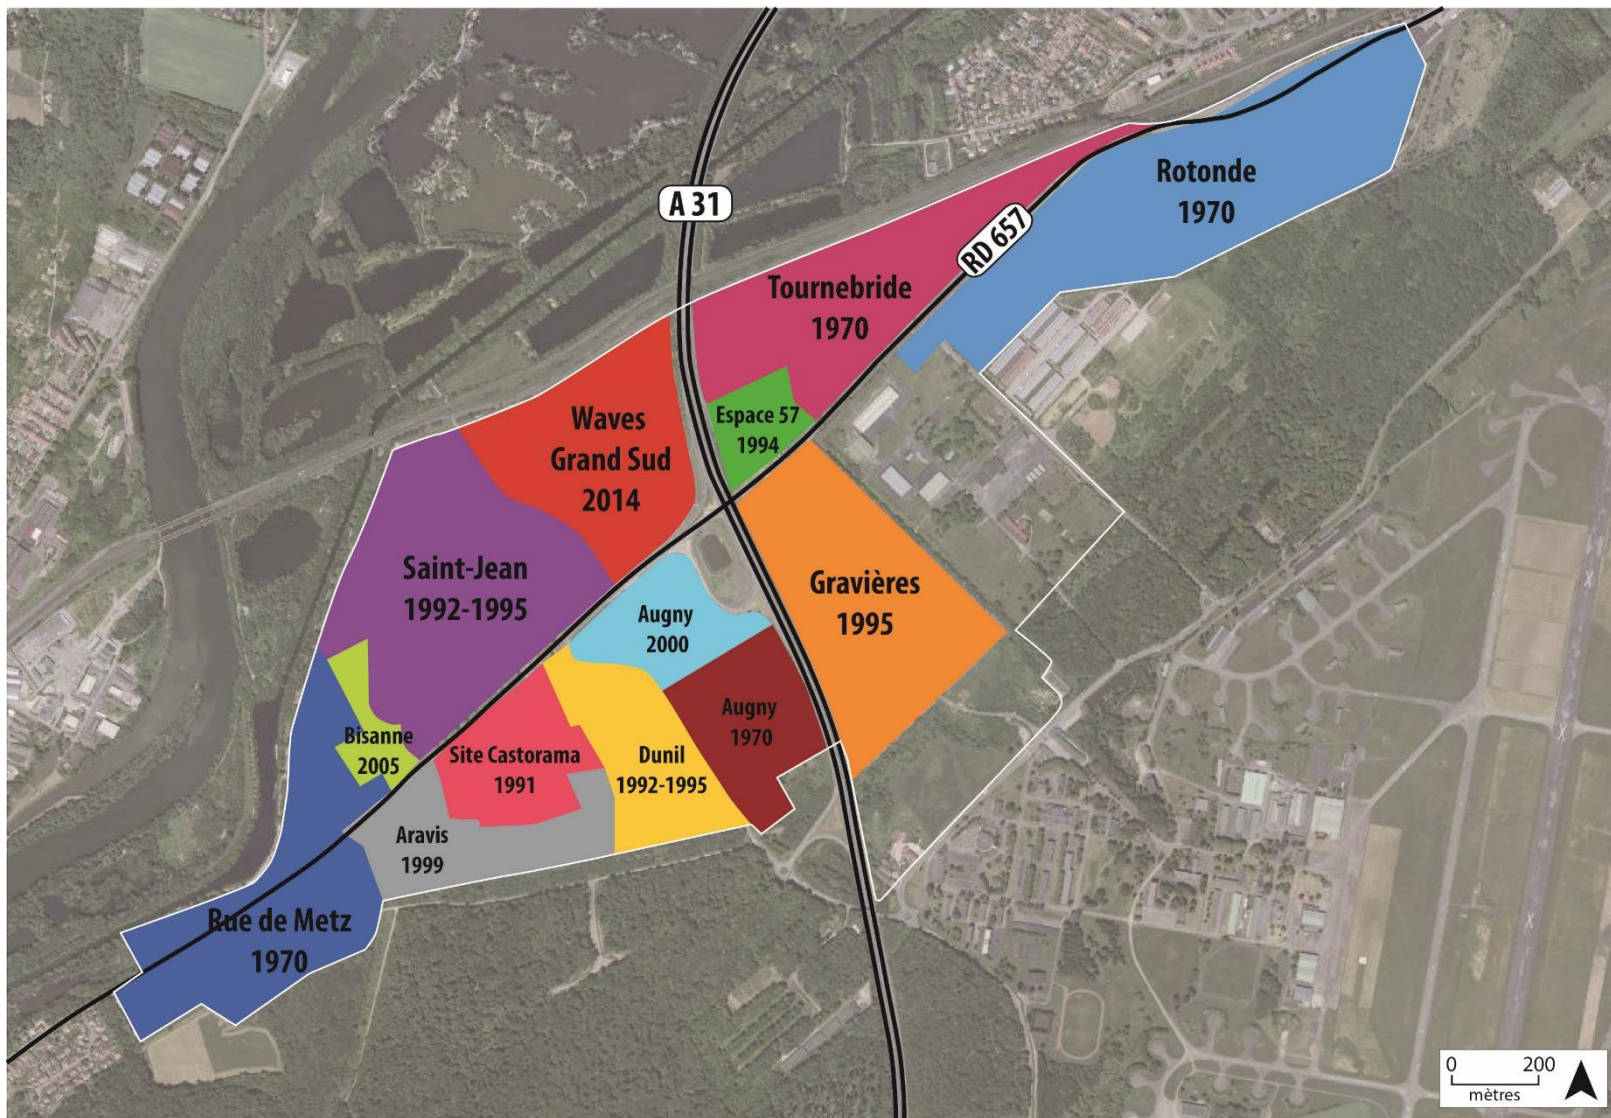 A 31
Rotonde
1970
RD 657
Tournebride
1970
Waves
Grand Sud
2014
Espace 57
1994
Saint-Jean
1992-1995
Gravières
1995
Augny
2000
Augny
1970
Bisanne
2005
Site Castorama
1991
Dunil
1992-1995
Aravis
1999
Rue de Metz
1970
0 200
mètres